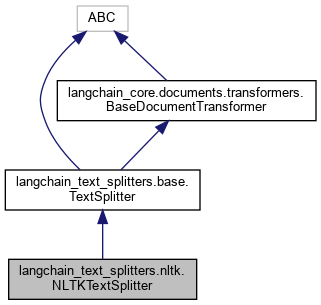 ABC
langchain_core.documents.transformers.
BaseDocumentTransformer
langchain_text_splitters.base.
TextSplitter
langchain_text_splitters.nltk.
NLTKTextSplitter